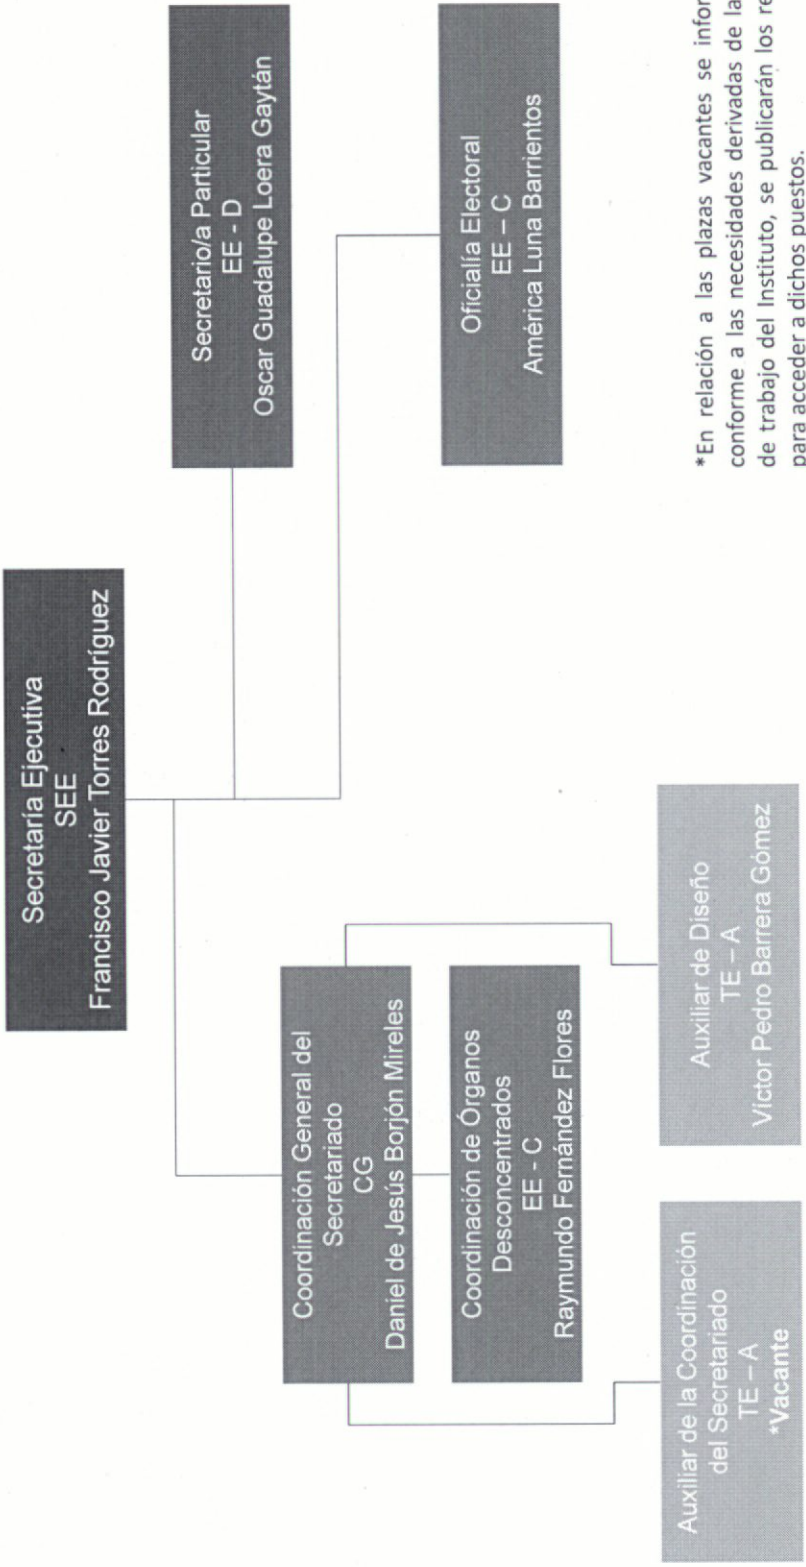 Secretaría Ejecutiva
SEE
Francisco Javier Torres Rodríguez
Secretario/a Particular
EE - D
Oscar Guadalupe Loera Gaytán
Coordinación General del
Secretariado
CG
Daniel de Jesús Borjón Mireles
Oficialía Electoral
EE – C
América Luna Barrientos
Coordinación de Órganos
Desconcentrados
EE - C
Raymundo Fernández Flores
Auxiliar de la Coordinación
del Secretariado
TE – A
*Vacante
Auxiliar de Diseño
TE – A
Víctor Pedro Barrera Gómez
*En relación a las plazas vacantes se
conforme a las necesidades derivadas de la
de trabajo del Instituto, se publicarán los
para acceder a dichos puestos.